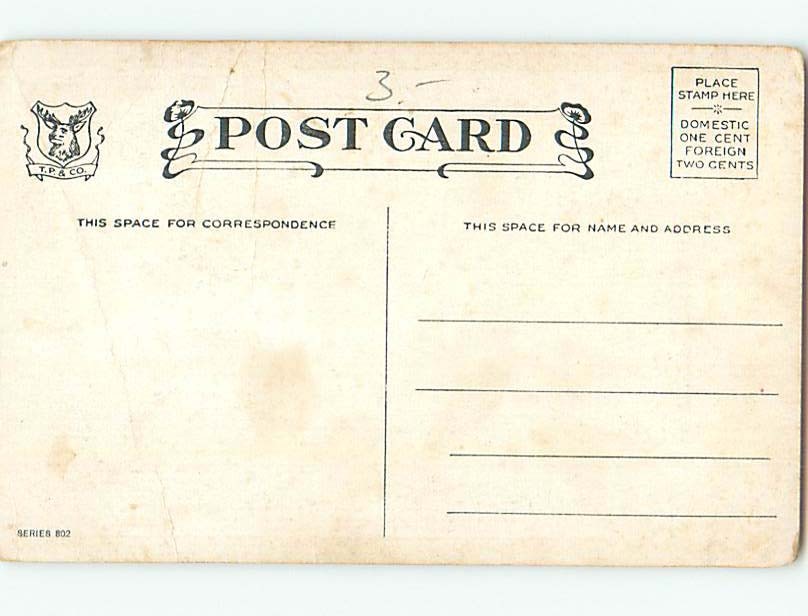 3.-
POST CARD
T.P. & CO.
PLACE
STAMP HERE
DOMESTIC
ONE CENT
FOREIGN
TWO CENTS
THIS SPACE FOR CORRESPONDENCE
THIS SPACE FOR NAME AND ADDRESS
SERIES 802